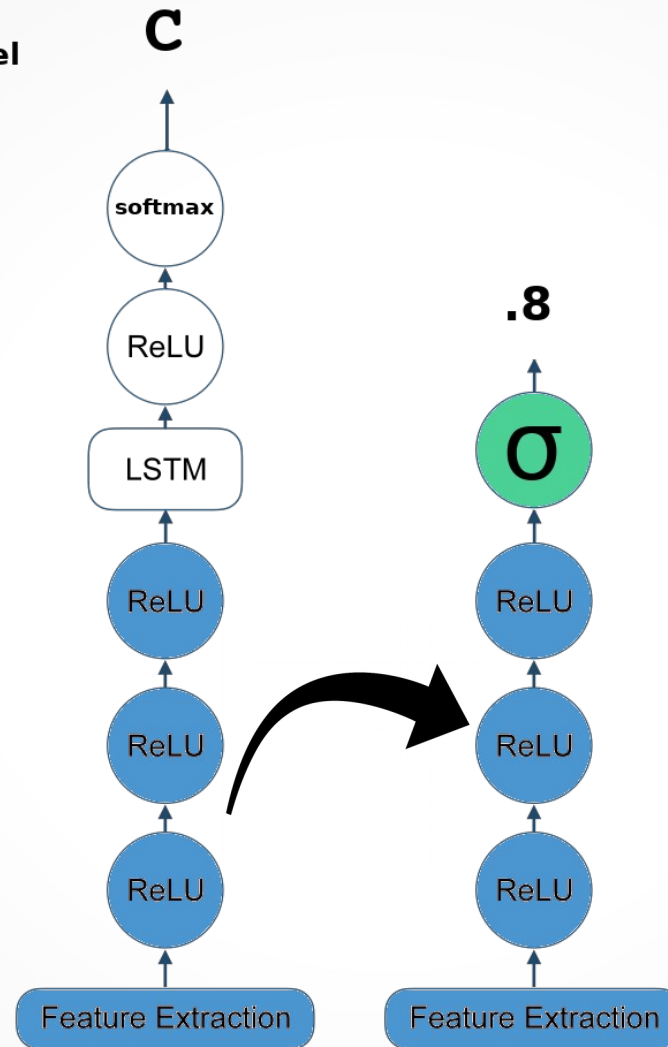 el
C
softmax
ReLU
LSTM
ReLU
ReLU
ReLU
Feature Extraction
.8
σ
ReLU
ReLU
ReLU
Feature Extraction